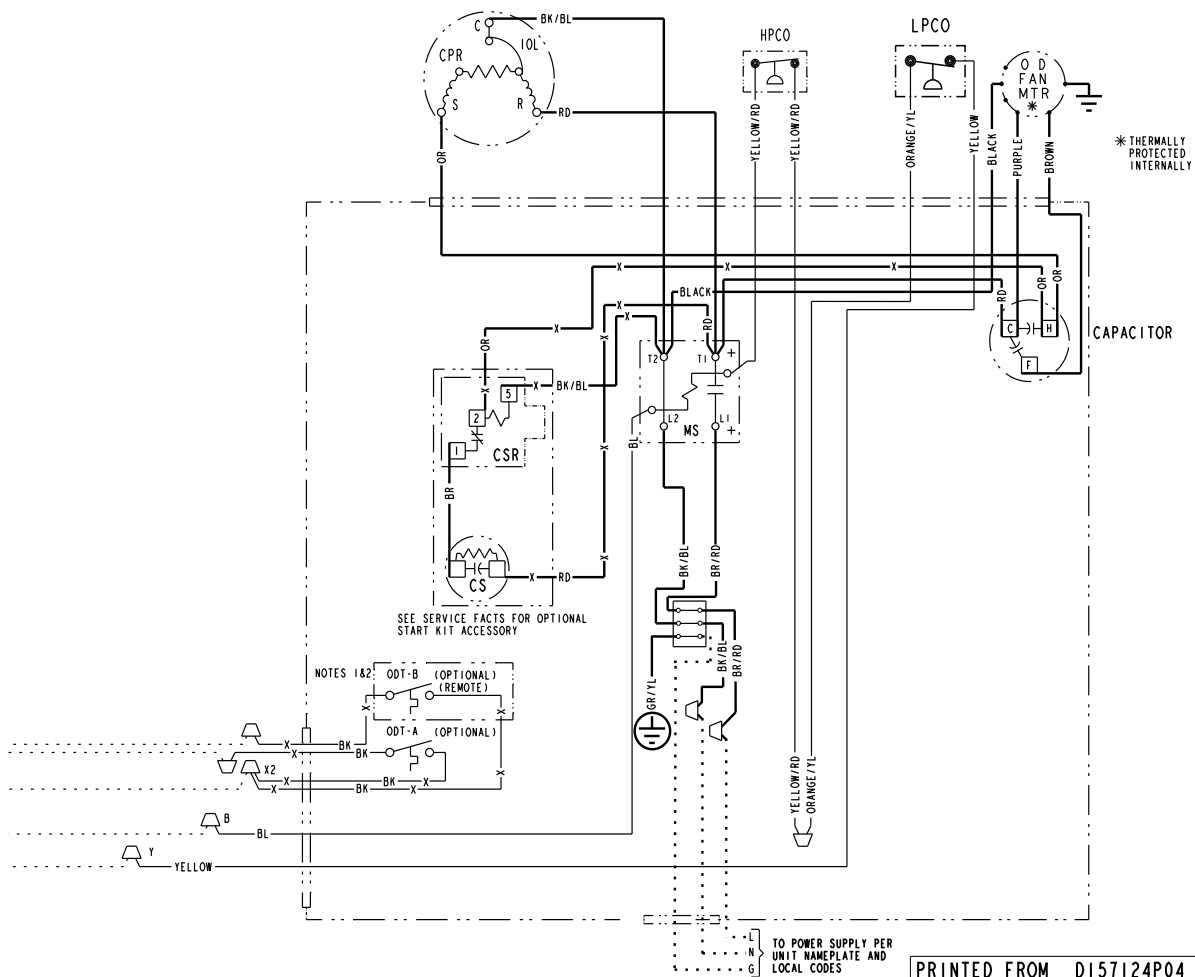 C
BK/BL
IOL
CPR
S
R
RD
OR
HPCO
LPCO
O D
FAN
MTR
*
* THERMALLY
PROTECTED
INTERNALLY
YELLOW/RD
YELLOW/RD
ORANGE/YL
YELLOW
BLACK
PURPLE
BROWN
X
X
X
BLACK
X
X
X
RD
RD
OR
OR
C
H
F
CAPACITOR
OR
X
X
BK/BL
X
5
2
1
CSR
T2
T1
+
L2
L1
MS
+
BL
X
BR
CS
X
RD
X
BK/BL
BR/RD
SEE SERVICE FACTS FOR OPTIONAL
START KIT ACCESSORY
BK/BL
BR/RD
GR/YL
NOTES 1&2
ODT-B
(OPTIONAL)
(REMOTE)
X
X
ODT-A
(OPTIONAL)
X
BK
X
BK
X2
X
BK
X
X
BK
X
X
YELLOW/RD
ORANGE/YL
B
BL
Y
YELLOW
L
N
G
TO POWER SUPPLY PER
UNIT NAMEPLATE AND
LOCAL CODES
PRINTED FROM D157124P04